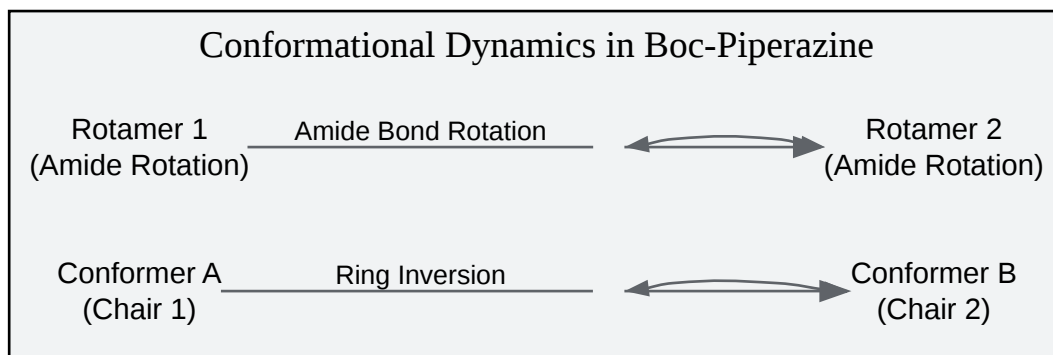 Conformational Dynamics in Boc-Piperazine
Rotamer 1
(Amide Rotation)
Amide Bond Rotation
Rotamer 2
(Amide Rotation)
Conformer A
(Chair 1)
Ring Inversion
Conformer B
(Chair 2)